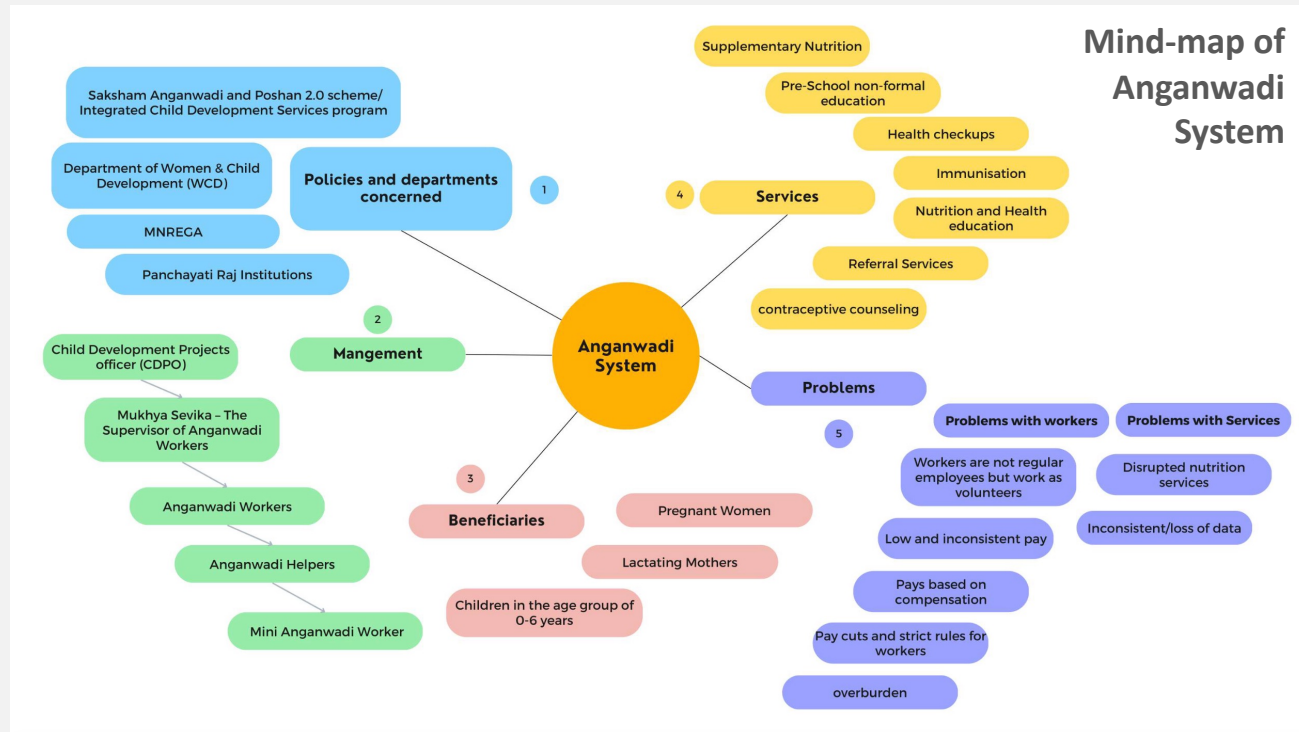 Mind-map of
Anganwadi
System
Saksham Anganwadi and Poshan 2.0 scheme/
Integrated Child Development Services program
Department of Women & Child
Development (WCD)
MNREGA
Panchayati Raj Institutions
Policies and departments
concerned
1
2
Mangement
Child Development Projects
officer (CDPO)
Mukhya Sevika – The
Supervisor of Anganwadi
Workers
Anganwadi Workers
Anganwadi Helpers
Mini Anganwadi Worker
Anganwadi
System
3
Beneficiaries
Pregnant Women
Lactating Mothers
Children in the age group of
0-6 years
4
Services
Supplementary Nutrition
Pre-School non-formal
education
Health checkups
Immunisation
Nutrition and Health
education
Referral Services
contraceptive counseling
Problems
5
Problems with workers
Workers are not regular
employees but work as
volunteers
Low and inconsistent pay
Pays based on
compensation
Pay cuts and strict rules for
workers
overburden
Problems with Services
Disrupted nutrition
services
Inconsistent/loss of data